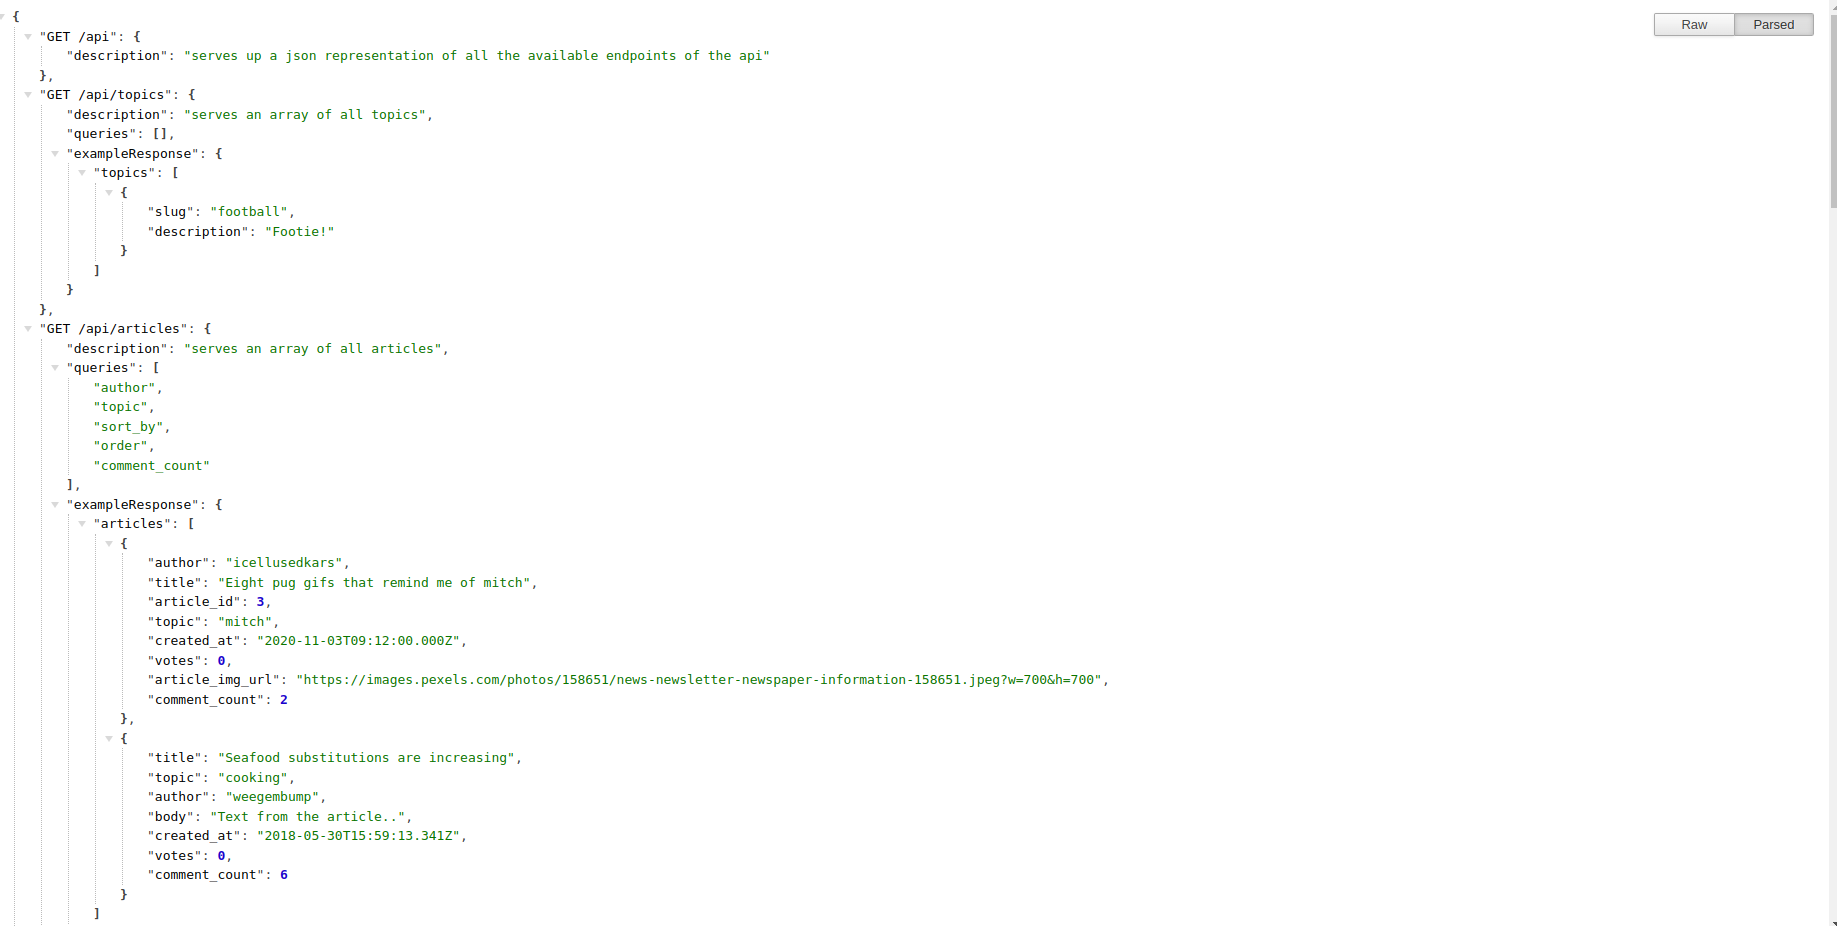 {
Raw Parsed
"GET /api": {
"description": "serves up a json representation of all the available endpoints of the api"
},
"GET /api/topics": {
"description": "serves an array of all topics",
"queries": [],
"exampleResponse": {
"topics": [
{
"slug": "football",
"description": "Footie!"
}
]
}
},
"GET /api/articles": {
"description": "serves an array of all articles",
"queries": [
"author",
"topic",
"sort_by",
"order",
"comment_count"
],
"exampleResponse": {
"articles": [
{
"author": "icellusedkars",
"title": "Eight pug gifs that remind me of mitch",
"article_id": 3,
"topic": "mitch",
"created_at": "2020-11-03T09:12:00.000Z",
"votes": 0,
"article_img_url": "https://images.pexels.com/photos/158651/news-newsletter-newspaper-information-158651.jpeg?w=700&h=700",
"comment_count": 2
},
{
"title": "Seafood substitutions are increasing",
"topic": "cooking",
"author": "weegembump",
"body": "Text from the article..",
"created_at": "2018-05-30T15:59:13.341Z",
"votes": 0,
"comment_count": 6
}
]